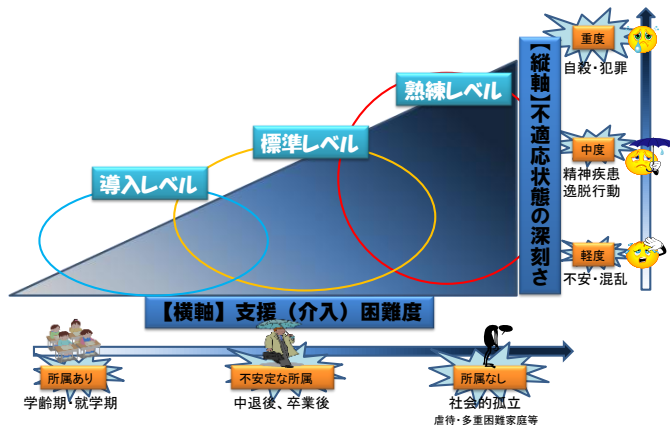 重度
自殺・犯罪
熟練レベル
標準レベル
導入レベル
【縦軸】不適応状態の深刻さ
中度
精神疾患
逸脱行動
軽度
不安・混乱
【横軸】支援（介入）困難度
所属あり
不安定な所属
所属なし
学齢期・就学期
中退後、卒業後
社会的孤立
虐待・多重困難家庭等